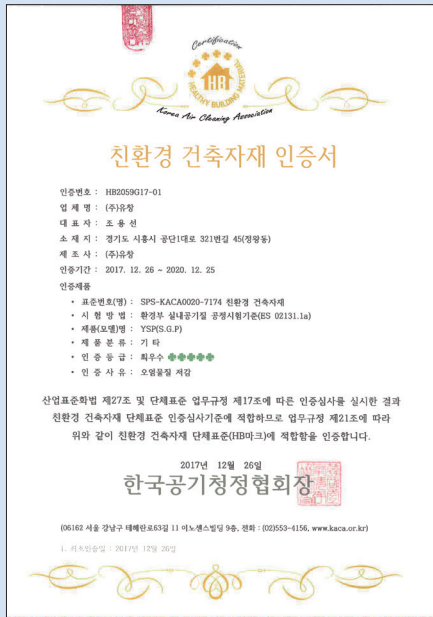 Certification
HEALTHY BUILDING MATERIAL
HB
Korea Air Cleaning Association
친환경 건축자재 인증서
인증번호 : HB2059G17-01
업 체 명 : (주)유창
대 표 자 : 조 용 선
소 재 지 : 경기도 시흥시 공단1대로 321번길 45(정왕동)
제 조 사 : (주)유창
인증기간 : 2017. 12. 26 ~ 2020. 12. 25
인증제품
• 표준번호(명) : SPS-KACA0020-7174 친환경 건축자재
• 시 험 방 법 : 환경부 실내공기질 공정시험기준(ES 02131.1a)
• 제품(모델)명 : YSP(S.G.P)
• 제 품 분 류 : 기 타
• 인 증 등 급 : 최우수
• 인 증 사 유 : 오염물질 저감
산업표준화법 제27조 및 단체표준 업무규정 제17조에 따른 인증심사를 실시한 결과
친환경 건축자재 단체표준 인증심사기준에 적합하므로 업무규정 제21조에 따라
위와 같이 친환경 건축자재 단체표준(HB마크)에 적합함을 인증합니다.
2017년 12월 26일
한국공기청정협회장
(06162 서울 강남구 테헤란로63길 11 이노센스빌딩 9층, 전화 : (02)553-4156, www.kaca.or.kr)
1. 최초인증일 : 2017년 12월 26일